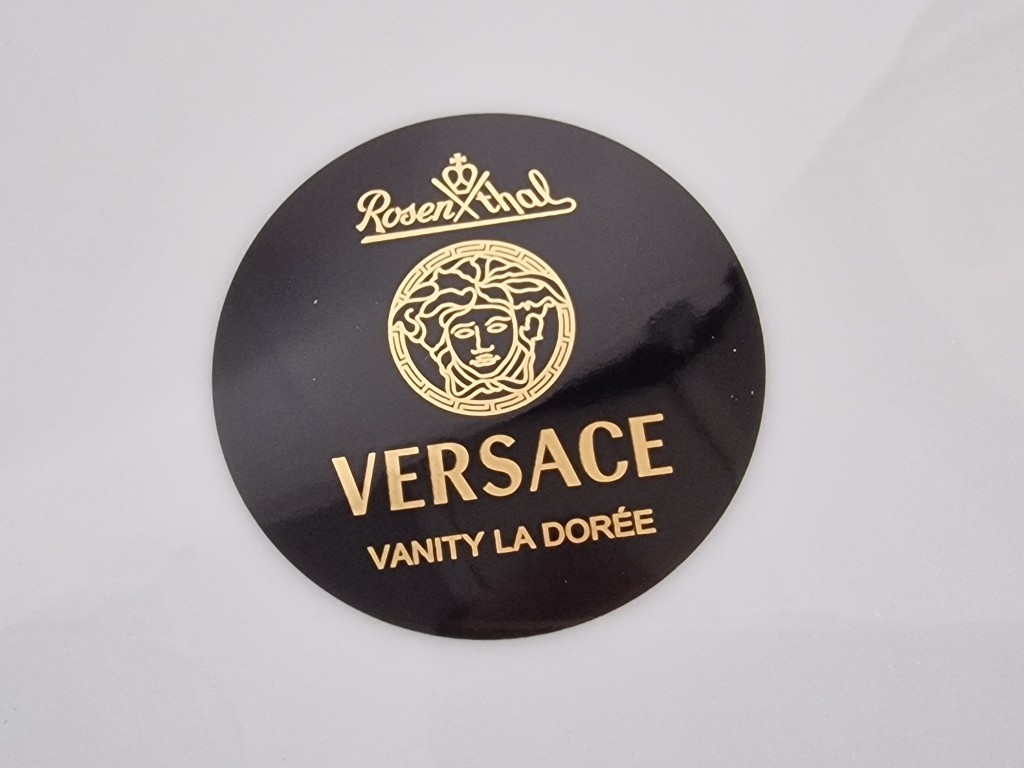 Rosenthal
VERSACE
VANITY LA DORÉE